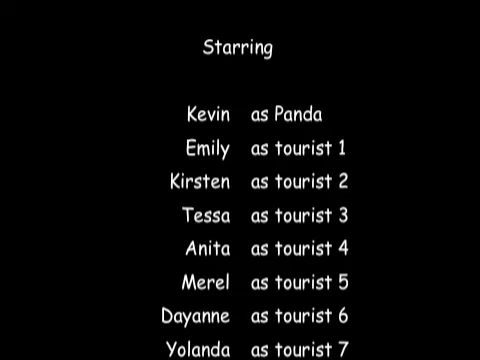 Starring
Kevin as Panda
Emily as tourist 1
Kirsten as tourist 2
Tessa as tourist 3
Anita as tourist 4
Merel as tourist 5
Dayanne as tourist 6
Yolanda as tourist 7